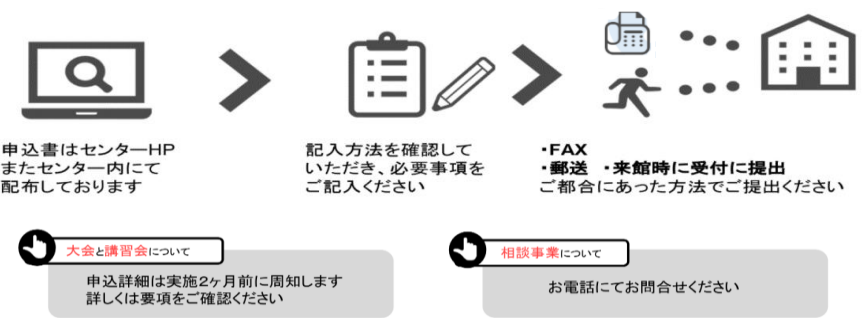 申込書はセンターHP
またセンター内にて
配布しております
記入方法を確認して
いただき、必要事項を
ご記入ください
・FAX
・郵送 ・来館時に受付に提出
ご都合にあった方法でご提出ください
大会と講習会について
申込詳細は実施2ヶ月前に周知します
詳しくは要項をご確認ください
相談事業について
お電話にてお問合せください